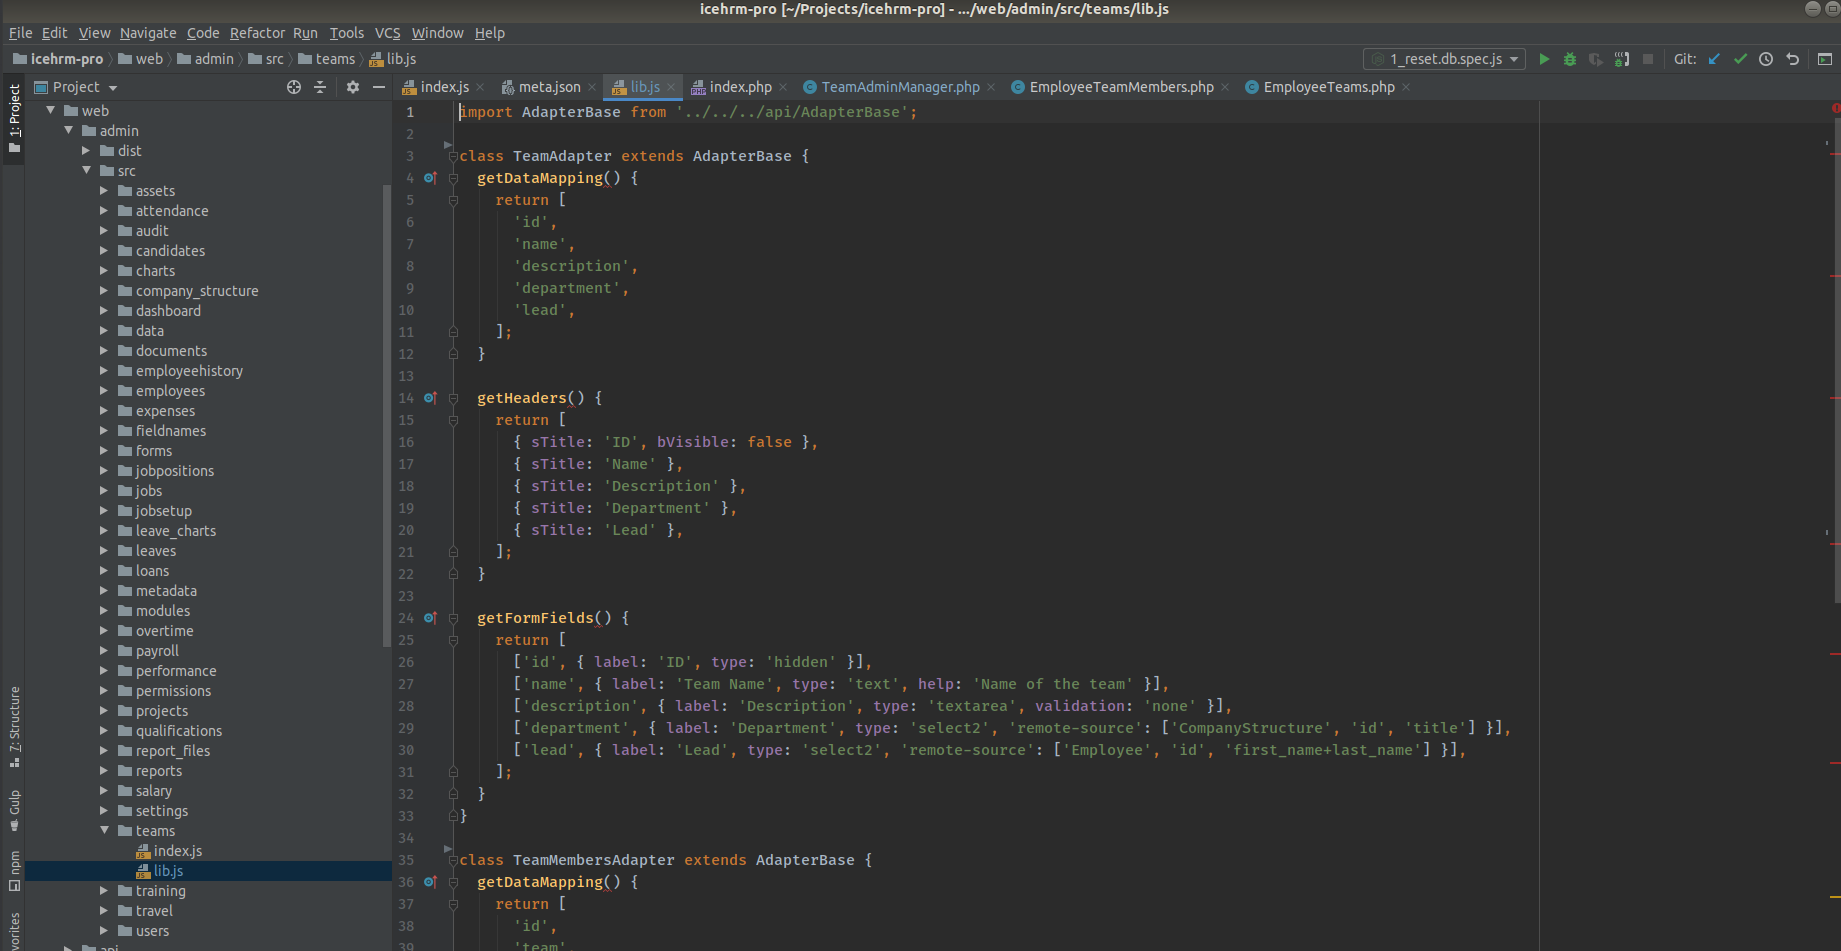 icehrm-pro [~/Projects/icehrm-pro] - .../web/admin/src/teams/lib.js
File Edit View Navigate Code Refactor Run Tools VCS Window Help
icehrm-pro web admin src teams lib.js
1_reset.db.spec.js Git:
1: Project
7: Structure
Gulp
npm
Project
web
admin
dist
src
assets
attendance
audit
candidates
charts
company_structure
dashboard
data
documents
employeehistory
employees
expenses
fieldnames
forms
jobpositions
jobs
jobsetup
leave_charts
leaves
loans
metadata
modules
overtime
payroll
performance
permissions
projects
qualifications
report_files
reports
salary
settings
teams
index.js
lib.js
training
travel
users
api
index.js meta.json lib.js index.php TeamAdminManager.php EmployeeTeamMembers.php EmployeeTeams.php
1 import AdapterBase from '../../../api/AdapterBase';
2
3 class TeamAdapter extends AdapterBase {
4 getDataMapping() {
5 return [
6 'id',
7 'name',
8 'description',
9 'department',
10 'lead',
11 ];
12 }
13
14 getHeaders() {
15 return [
16 { sTitle: 'ID', bVisible: false },
17 { sTitle: 'Name' },
18 { sTitle: 'Description' },
19 { sTitle: 'Department' },
20 { sTitle: 'Lead' },
21 ];
22 }
23
24 getFormFields() {
25 return [
26 ['id', { label: 'ID', type: 'hidden' }],
27 ['name', { label: 'Team Name', type: 'text', help: 'Name of the team' }],
28 ['description', { label: 'Description', type: 'textarea', validation: 'none' }],
29 ['department', { label: 'Department', type: 'select2', 'remote-source': ['CompanyStructure', 'id', 'title'] }],
30 ['lead', { label: 'Lead', type: 'select2', 'remote-source': ['Employee', 'id', 'first_name+last_name'] }],
31 ];
32 }
33 }
34
35 class TeamMembersAdapter extends AdapterBase {
36 getDataMapping() {
37 return [
38 'id',
39 'team'